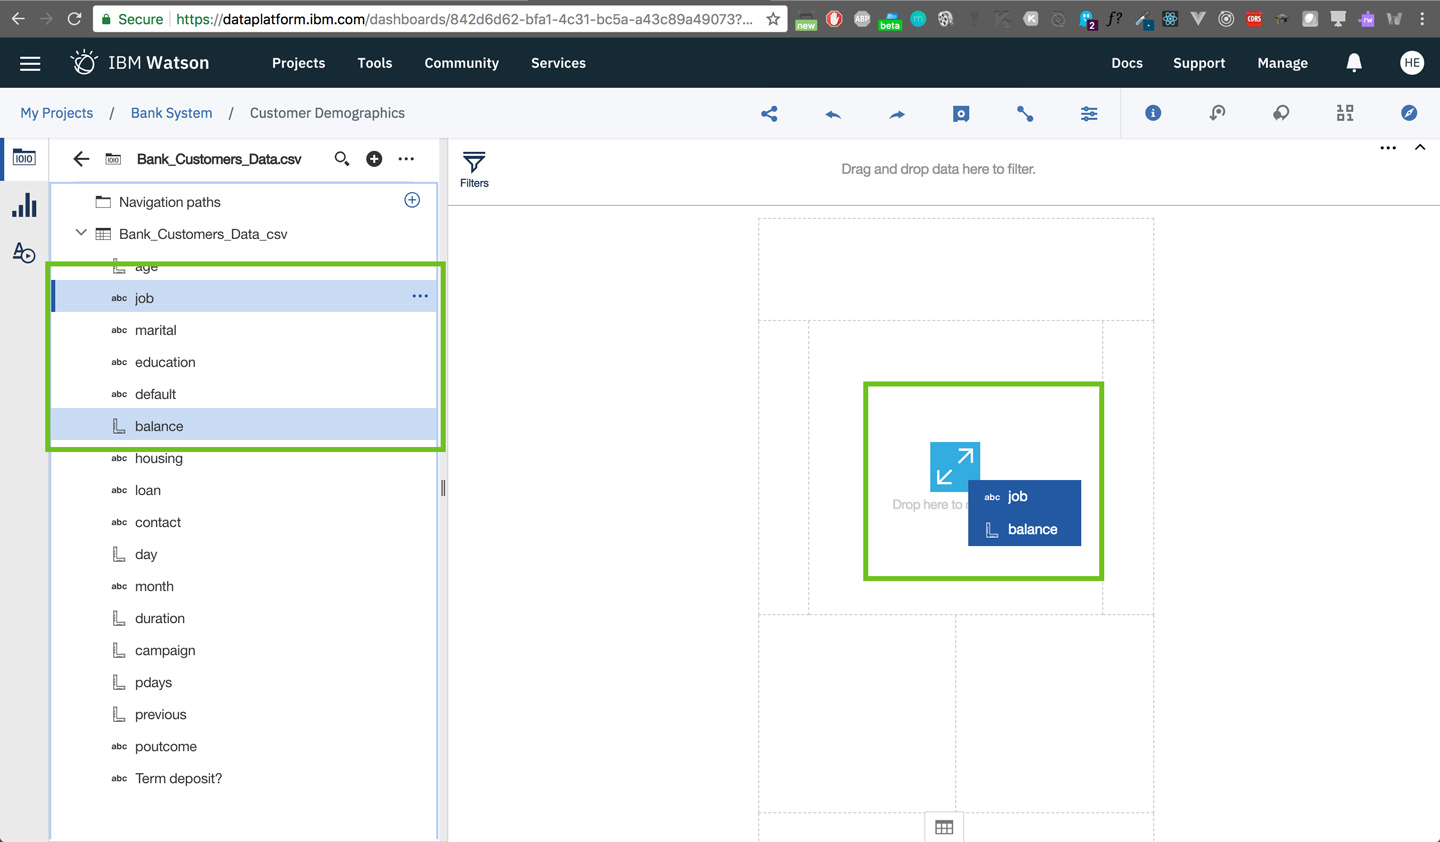 Secure https://dataplatform.ibm.com/dashboards/842d6d62-bfa1-4c31-bc5a-a43c89a49073?...
new
ABP
beta
m
K
2
f?
CORS
rw
W
IBM Watson
Projects
Tools
Community
Services
Docs
Support
Manage
HE
My Projects / Bank System / Customer Demographics
Bank_Customers_Data.csv
Filters
Drag and drop data here to filter.
Navigation paths
Bank_Customers_Data_csv
age
abc job
abc marital
abc education
abc default
balance
abc housing
abc loan
abc contact
day
abc month
duration
campaign
pdays
previous
abc poutcome
abc Term deposit?
Drop here to
abc job
balance